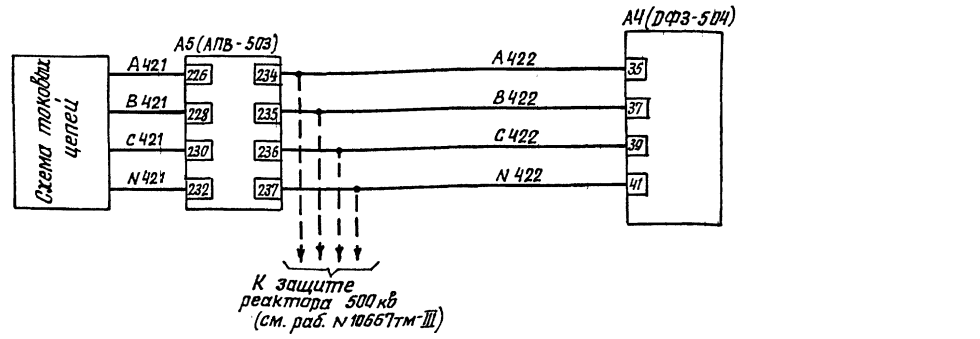 А4 (ДФЗ-504)
А5 (АПВ-503)
Схема токовых
цепей
А421
226
234
А422
35
В421
228
235
В422
37
С421
230
236
С422
39
N421
232
237
N422
41
К защите
реактора 500кв
(см. раб. N10667тм-III)